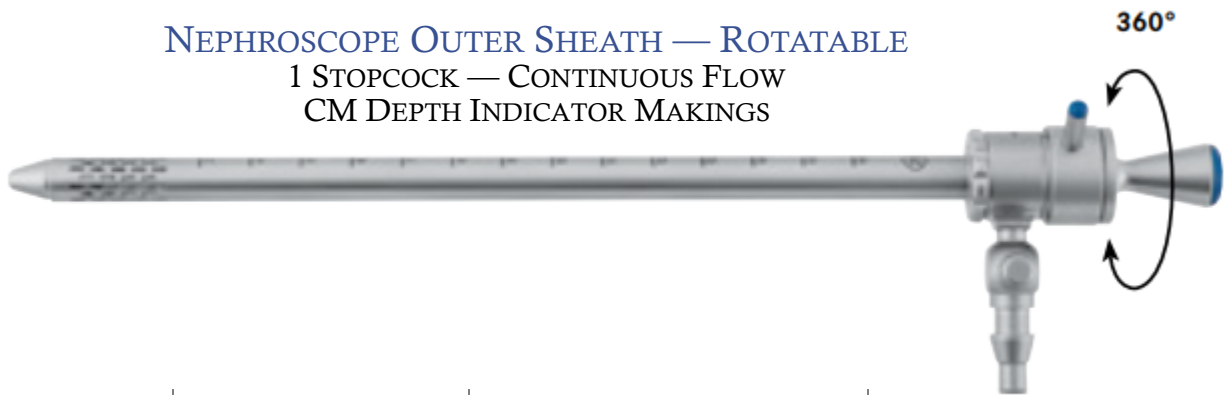 360°
NEPHROSCOPE OUTER SHEATH — ROTATABLE
1 STOPCOCK — CONTINUOUS FLOW
CM DEPTH INDICATOR MAKINGS